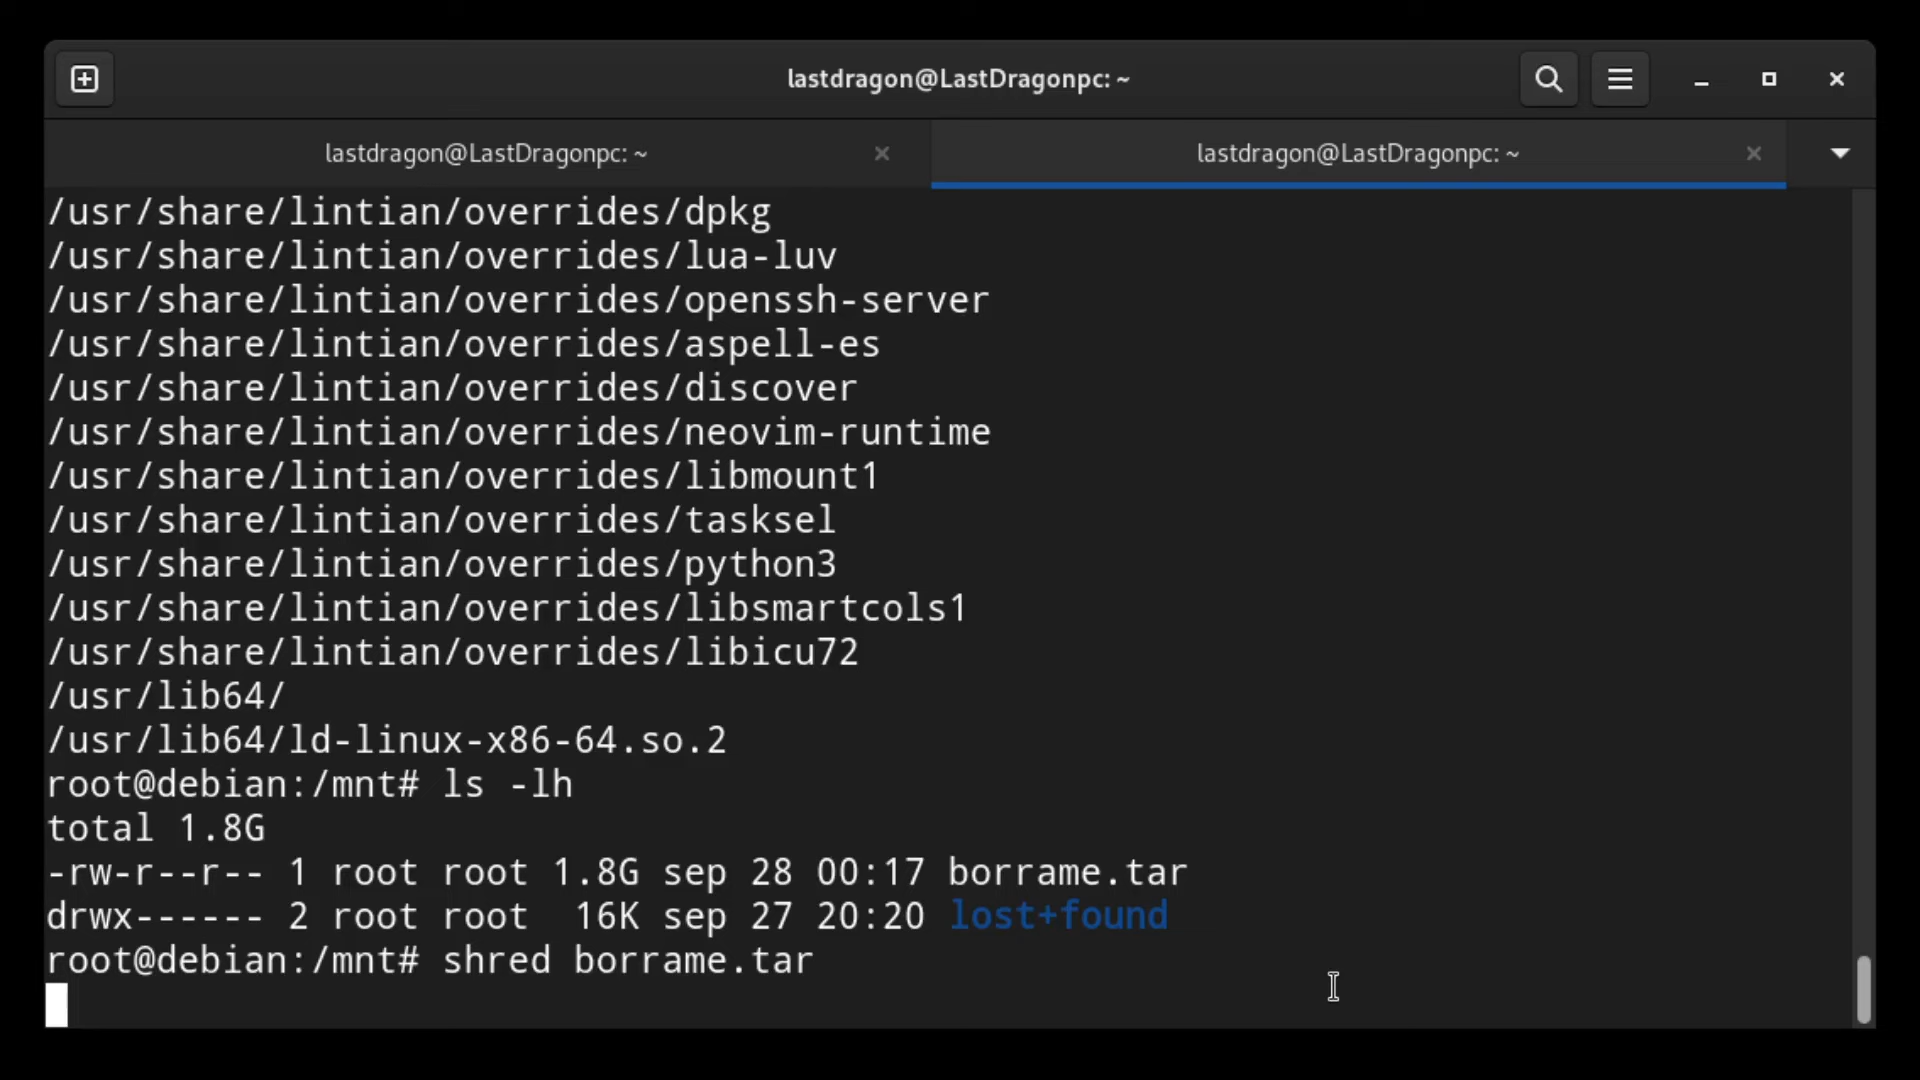 lastdragon@LastDragonpc: ~
lastdragon@LastDragonpc: ~
lastdragon@LastDragonpc: ~
/usr/share/lintian/overrides/dpkg
/usr/share/lintian/overrides/lua-luv
/usr/share/lintian/overrides/openssh-server
/usr/share/lintian/overrides/aspell-es
/usr/share/lintian/overrides/discover
/usr/share/lintian/overrides/neovim-runtime
/usr/share/lintian/overrides/libmount1
/usr/share/lintian/overrides/tasksel
/usr/share/lintian/overrides/python3
/usr/share/lintian/overrides/libsmartcols1
/usr/share/lintian/overrides/libicu72
/usr/lib64/
/usr/lib64/ld-linux-x86-64.so.2
root@debian:/mnt# ls -lh
total 1.8G
-rw-r--r-- 1 root root 1.8G sep 28 00:17 borrame.tar
drwx------ 2 root root  16K sep 27 20:20 lost+found
root@debian:/mnt# shred borrame.tar